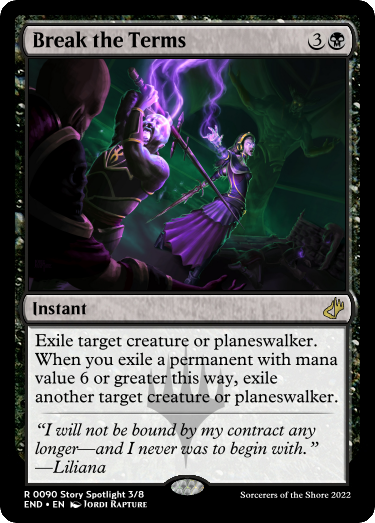 Break the Terms 3
Instant
Exile target creature or planeswalker.
When you exile a permanent with mana
value 6 or greater this way, exile
another target creature or planeswalker.
“I will not be bound by my contract any
longer—and I never was to begin with.”
—Liliana
R 0090 Story Spotlight 3/8
END • EN Jordi Rapture
Sorcerers of the Shore 2022